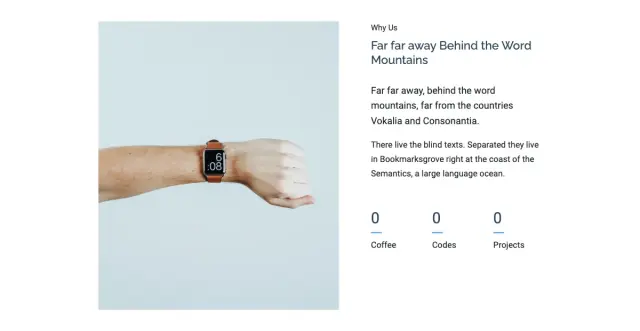 Why Us
Far far away Behind the Word
Mountains
Far far away, behind the word
mountains, far from the countries
Vokalia and Consonantia.
There live the blind texts. Separated they live
in Bookmarksgrove right at the coast of the
Semantics, a large language ocean.
0 0 0
Coffee Codes Projects
6
:08